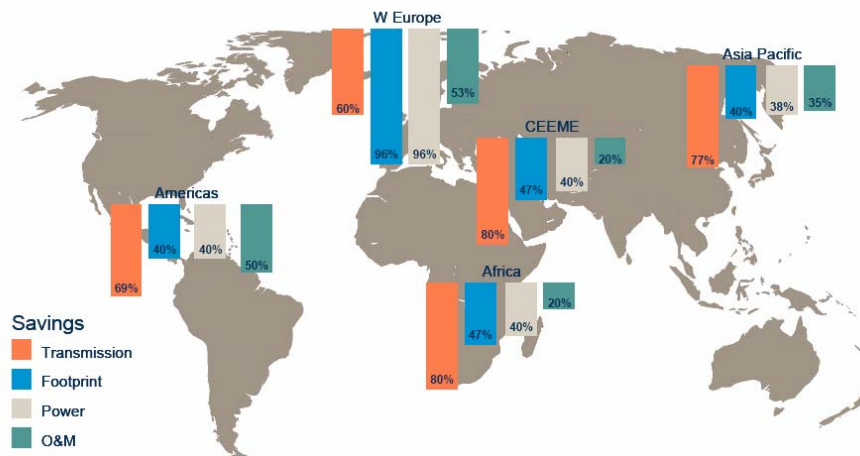 W Europe
60%
96%
96%
53%
Asia Pacific
77%
40%
38%
35%
CEEME
80%
47%
40%
20%
Americas
69%
40%
40%
50%
Africa
80%
47%
40%
20%
Savings
Transmission
Footprint
Power
O&M